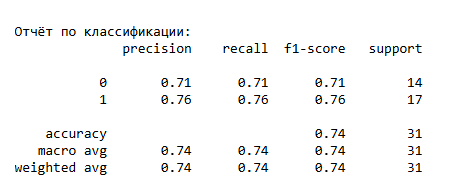 Отчёт по классификации:
precision recall f1-score support
0 0.71 0.71 0.71 14
1 0.76 0.76 0.76 17
accuracy 0.74 31
macro avg 0.74 0.74 0.74 31
weighted avg 0.74 0.74 0.74 31